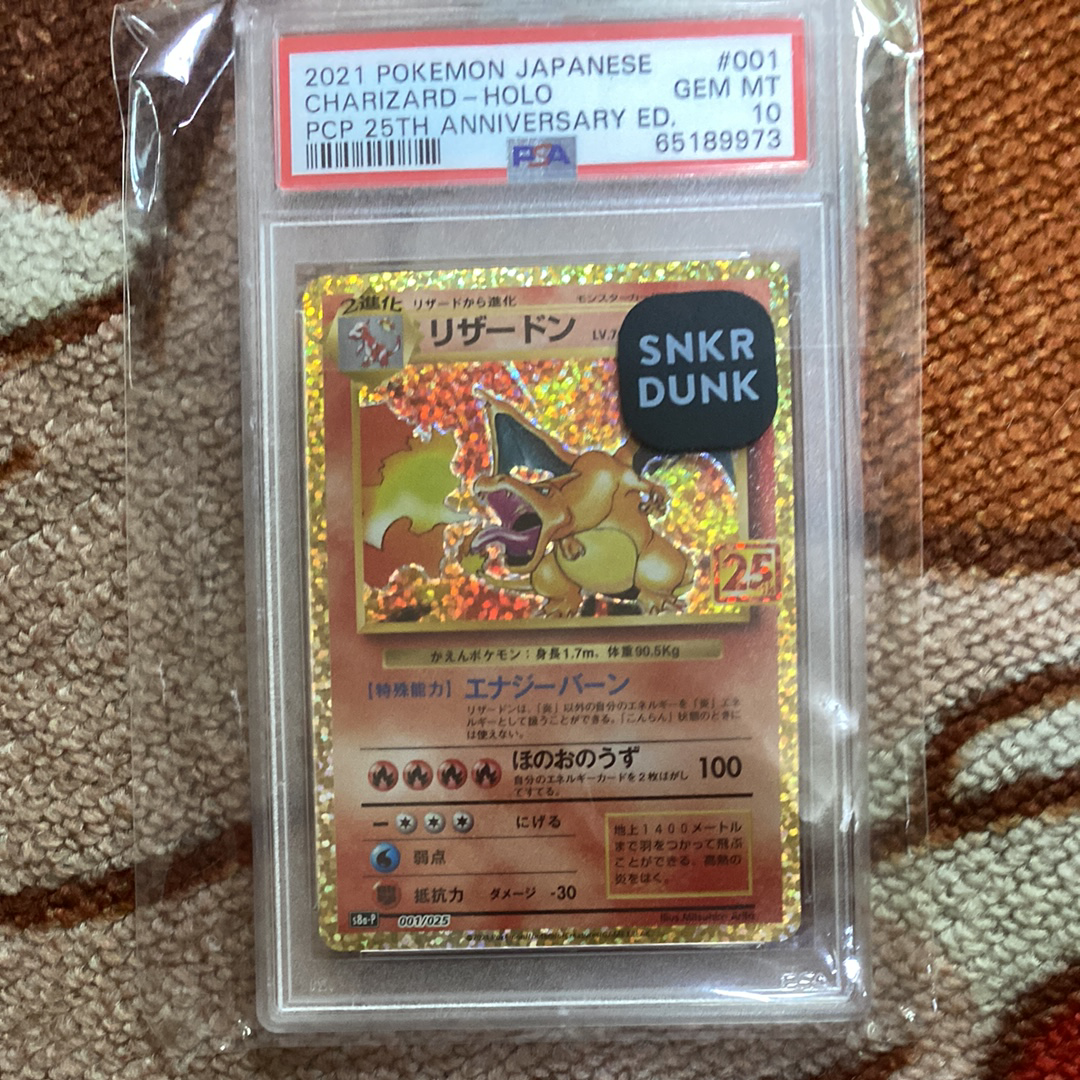 2021 POKEMON JAPANESE #001
CHARIZARD-HOLO GEM MT
PCP 25TH ANNIVERSARY ED. 10
65189973
PSA
2進化 リザードから進化
リザードン LV.7
SNKR
DUNK
25
かえんポケモン:身長1.7m、体重90.5Kg
【特殊能力】エナジーバーン
リザードンは、「炎」以外の自分のエネルギーを「炎」エネ
ルギーとして扱うことができる。「こんらん」状態のときに
は使えない。
ほのおのうず 100
自分のエネルギーカードを2枚はがし
てすてる。
にげる
弱点
抵抗力 ダメージ -30
地上1400メートル
まで羽をつかって飛ぶ
ことができる。高熱の
炎をはく。
s8a-P 001/025
Illus. Mitsuhiro Arita
PSA